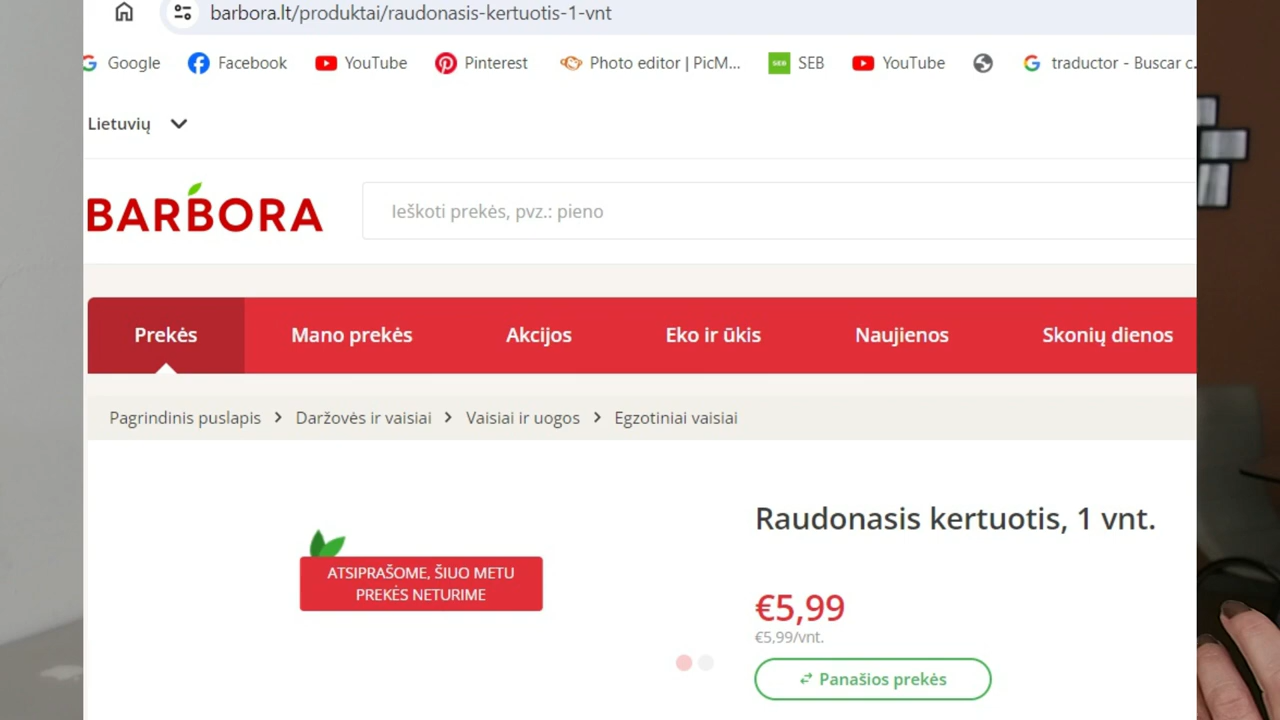 barbora.lt/produktai/raudonasis-kertuotis-1-vnt
Google Facebook YouTube Pinterest Photo editor | PicM... SEB YouTube traductor - Buscar c.
Lietuvių
BARBORA
Ieškoti prekės, pvz.: pieno
Prekės Mano prekės Akcijos Eko ir ūkis Naujienos Skonių dienos
Pagrindinis puslapis > Daržovės ir vaisiai > Vaisiai ir uogos > Egzotiniai vaisiai
Raudonasis kertuotis, 1 vnt.
ATSIPRAŠOME, ŠIUO METU
PREKĖS NETURIME
€5,99
€5,99/vnt.
Panašios prekės